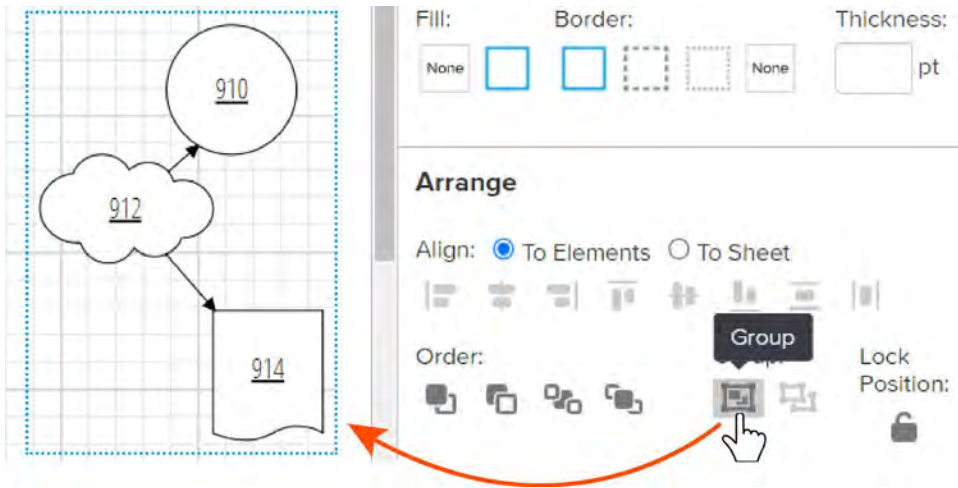 910
912
914
Fill:
Border:
Thickness:
None
None
pt
Arrange
Align:
To Elements
To Sheet
Group
Order:
Lock
Position: